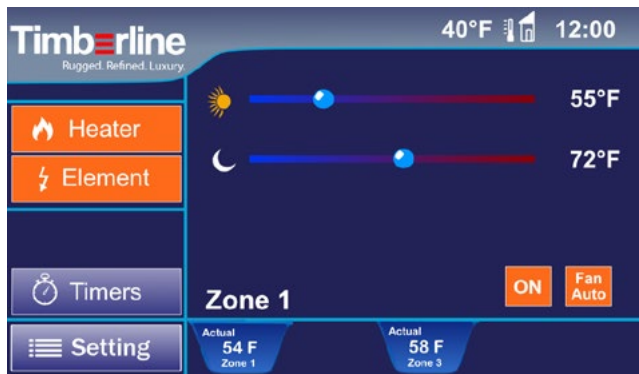 Timberline
Rugged. Refined. Luxury.
40°F
12:00
Heater
Element
Timers
Setting
55°F
72°F
Zone 1
ON
Fan
Auto
Actual
54 F
Zone 1
Actual
58 F
Zone 3